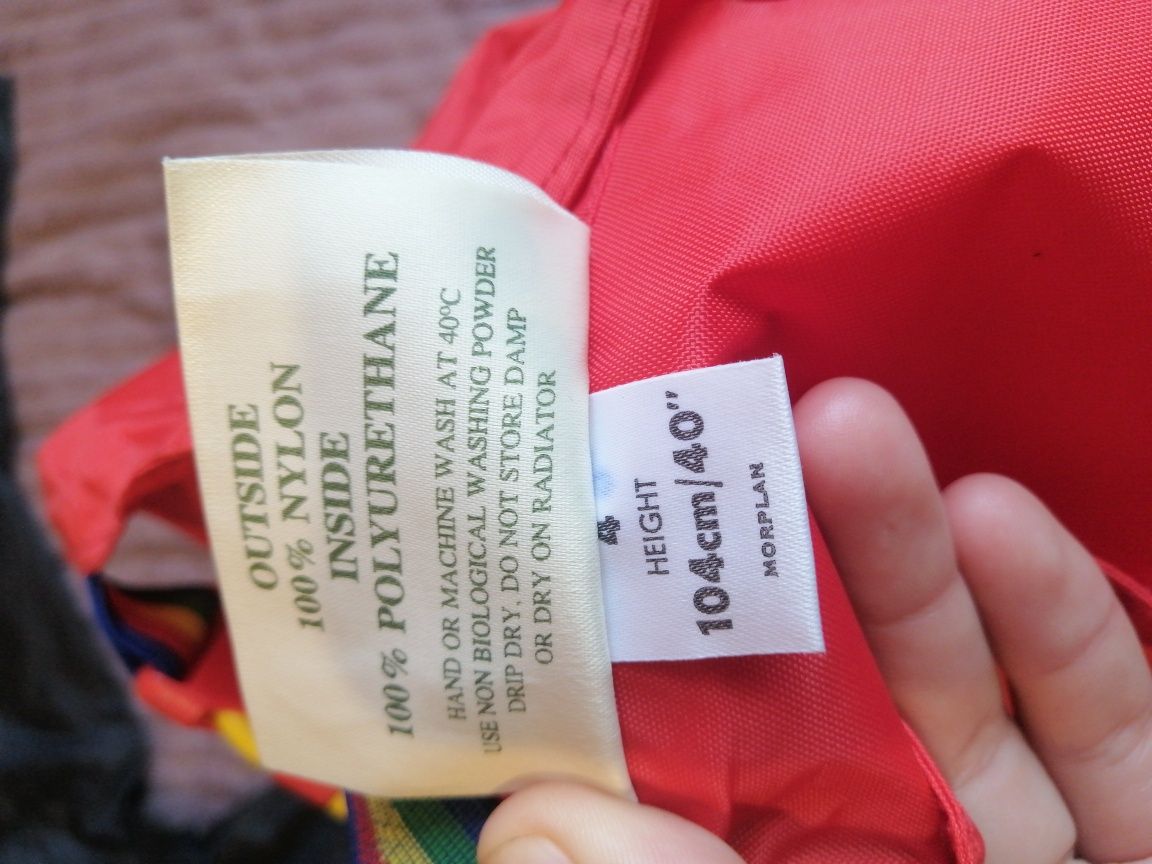 OUTSIDE
100% NYLON
INSIDE
100% POLYURETHANE
HAND OR MACHINE WASH AT 40ºC
USE NON BIOLOGICAL WASHING POWDER
DRIP DRY, DO NOT STORE DAMP
OR DRY ON RADIATOR
4
HEIGHT
104cm/40"
MORPLAN